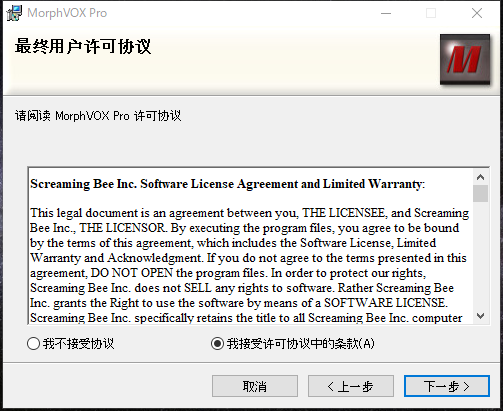 MorphVOX Pro
最终用户许可协议
M
请阅读 MorphVOX Pro 许可协议
Screaming Bee Inc. Software License Agreement and Limited Warranty:
This legal document is an agreement between you, THE LICENSEE, and Screaming
Bee Inc., THE LICENSOR. By executing the program files, you agree to be bound
by the terms of this agreement, which includes the Software License, Limited
Warranty and Acknowledgment. If you do not agree to the terms presented in this
agreement, DO NOT OPEN the program files. In order to protect our rights,
Screaming Bee Inc. does not SELL any rights to software. Rather Screaming Bee
Inc. grants the Right to use the software by means of a SOFTWARE LICENSE.
Screaming Bee Inc. specifically retains the title to all Screaming Bee Inc. computer
我不接受协议 我接受许可协议中的条款(A)
取消 < 上一步 下一步 >